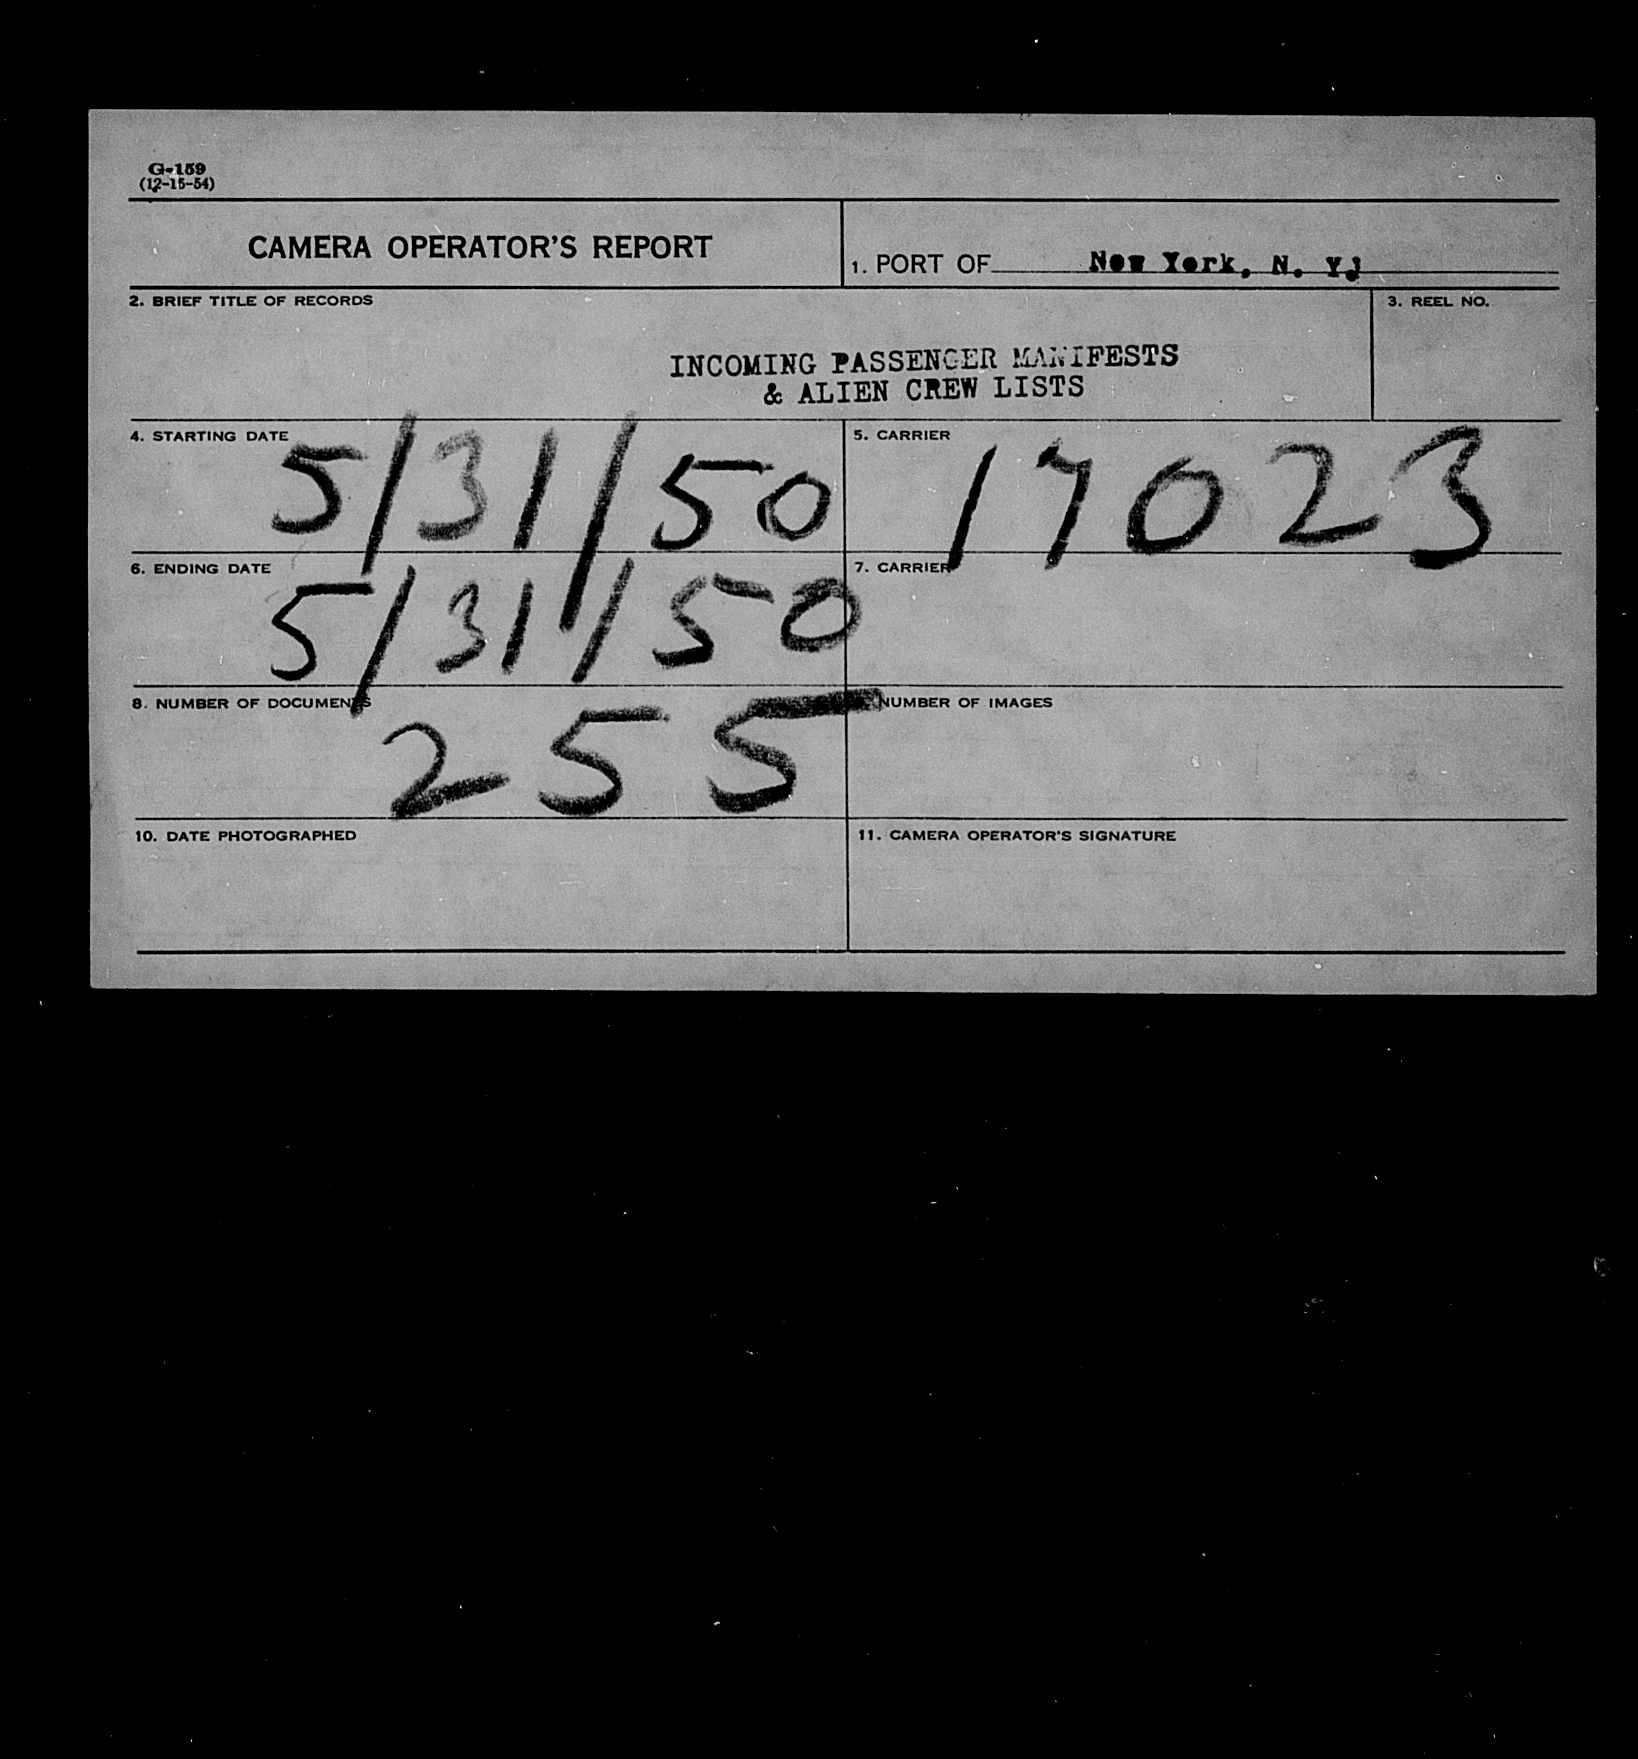 G-159
(12-15-54)
CAMERA OPERATOR'S REPORT
1. PORT OF New York, N. Y.
2. BRIEF TITLE OF RECORDS
3. REEL NO.
INCOMING PASSENGER MANIFESTS
& ALIEN CREW LISTS
4. STARTING DATE
5/31/50
5. CARRIER
17023
6. ENDING DATE
5/31/50
7. CARRIER
8. NUMBER OF DOCUMENTS
255
NUMBER OF IMAGES
10. DATE PHOTOGRAPHED
11. CAMERA OPERATOR'S SIGNATURE